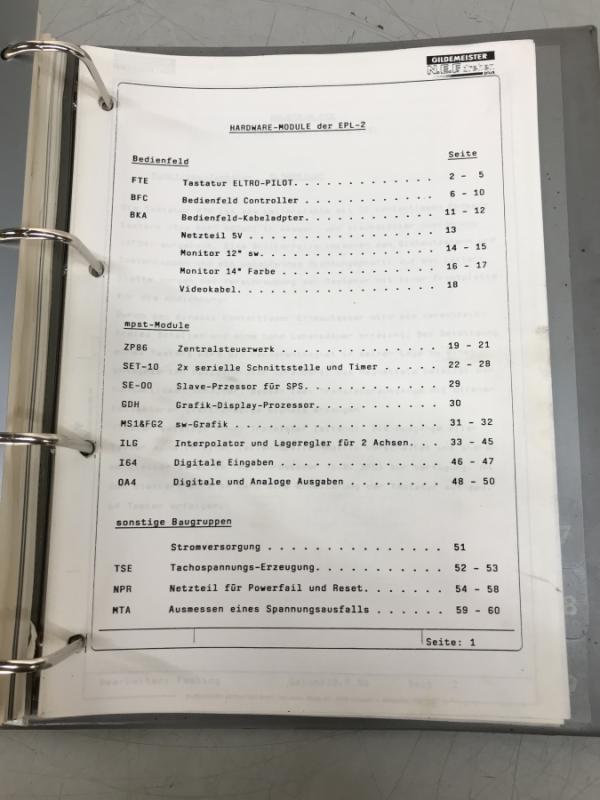 GILDEMEISTER
N.E.F drehen
plus
HARDWARE-MODULE der EPL-2
Bedienfeld Seite
FTE Tastatur ELTRO-PILOT. . . . . . . . . . . . . 2 - 5
BFC Bedienfeld Controller . . . . . . . . . . . . 6 - 10
BKA Bedienfeld-Kabeladpter. . . . . . . . . . . . 11 - 12
Netzteil 5V . . . . . . . . . . . . . . . . . 13
Monitor 12" sw. . . . . . . . . . . . . . . . 14 - 15
Monitor 14" Farbe . . . . . . . . . . . . . . 16 - 17
Videokabel. . . . . . . . . . . . . . . . . . 18
mpst-Module
ZP86 Zentralsteuerwerk . . . . . . . . . . . . . . 19 - 21
SET-10 2x serielle Schnittstelle und Timer . . . . . 22 - 28
SE-00 Slave-Przessor für SPS. . . . . . . . . . . . 29
GDH Grafik-Display-Prozessor. . . . . . . . . . . 30
MS1&FG2 sw-Grafik . . . . . . . . . . . . . . . . . . 31 - 32
ILG Interpolator und Lageregler für 2 Achsen. . . 33 - 45
I64 Digitale Eingaben . . . . . . . . . . . . . . 46 - 47
OA4 Digitale und Analoge Ausgaben . . . . . . . . 48 - 50
sonstige Baugruppen
Stromversorgung . . . . . . . . . . . . . . . 51
TSE Tachospannungs-Erzeugung. . . . . . . . . . . 52 - 53
NPR Netzteil für Powerfail und Reset. . . . . . . 54 - 58
MTA Ausmessen eines Spannungsausfalls . . . . . . 59 - 60
Seite: 1